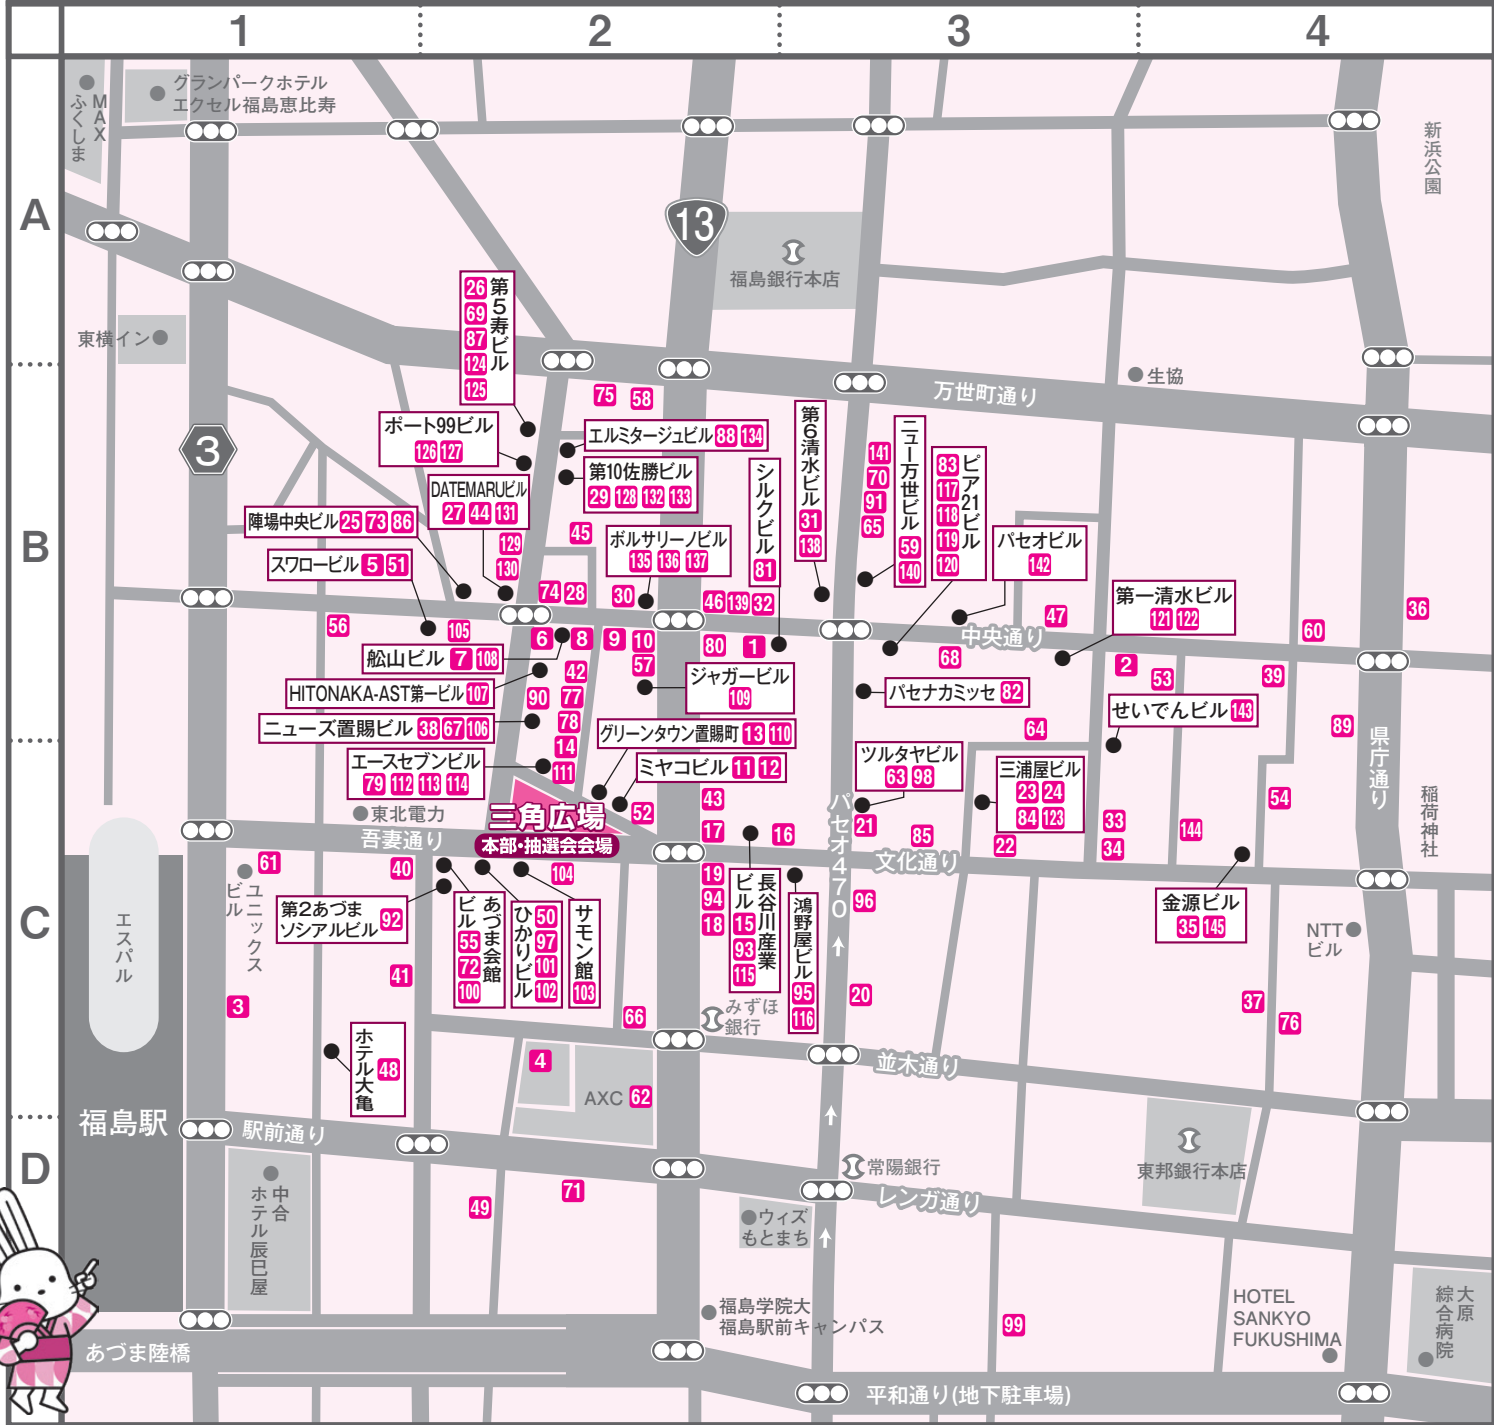 1
2
3
4
A
B
C
D
MAX
ふくしま
グランパークホテル
エクセル福島恵比寿
新浜公園
13
福島銀行本店
東横イン
生協
万世町通り
3
第5寿ビル
26
69
87
124
125
75
58
ポート99ビル
126 127
エルミタージュビル 88 134
第10佐勝ビル
29 128 132 133
DATEMARUビル
27 44 131
陣場中央ビル 25 73 86
スワロービル 5 51
129
130
45
ボルサリーノビル
135 136 137
シルクビル
81
第6清水ビル
31
138
141
70
91
65
ニュー万世ビル
59
140
ピア21ビル
83
117
118
119
120
パセオビル
142
第一清水ビル
121 122
74 28
30
46 139 32
47
36
60
中央通り
56
105
6
8
9
10
80
1
57
68
2
53
39
舩山ビル 7 108
42
HITONAKA-AST第一ビル 107
90
77
ジャガービル
109
パセナカミッセ 82
せいでんビル 143
ニューズ置賜ビル 38 67 106
78
14
111
グリーンタウン置賜町 13 110
64
89
県庁通り
エースセブンビル
79 112 113 114
ミヤコビル 11 12
ツルタヤビル
63 98
三浦屋ビル
23 24
84 123
54
稲荷神社
東北電力
三角広場
本部・抽選会会場
52
43
17
16
パセオ470
21
85
22
33
34
144
吾妻通り
文化通り
61
ユニックス
ビル
40
104
19
94
18
長谷川産業
ビル
15
93
115
鴻野屋ビル
95
116
96
金源ビル
35 145
NTT
ビル
第2あづま
ソシアルビル 92
あづま会館
ビル
55
72
100
ひかりビル
50
97
101
102
サモン館
103
エスパル
41
3
66
みずほ
銀行
20
37
76
ホテル大亀
48
4
AXC 62
並木通り
福島駅
駅前通り
東邦銀行本店
常陽銀行
レンガ通り
中合
ホテル辰巳屋
49
71
ウィズ
もとまち
福島学院大
福島駅前キャンパス
99
HOTEL
SANKYO
FUKUSHIMA
大原
綜合病院
あづま陸橋
平和通り(地下駐車場)